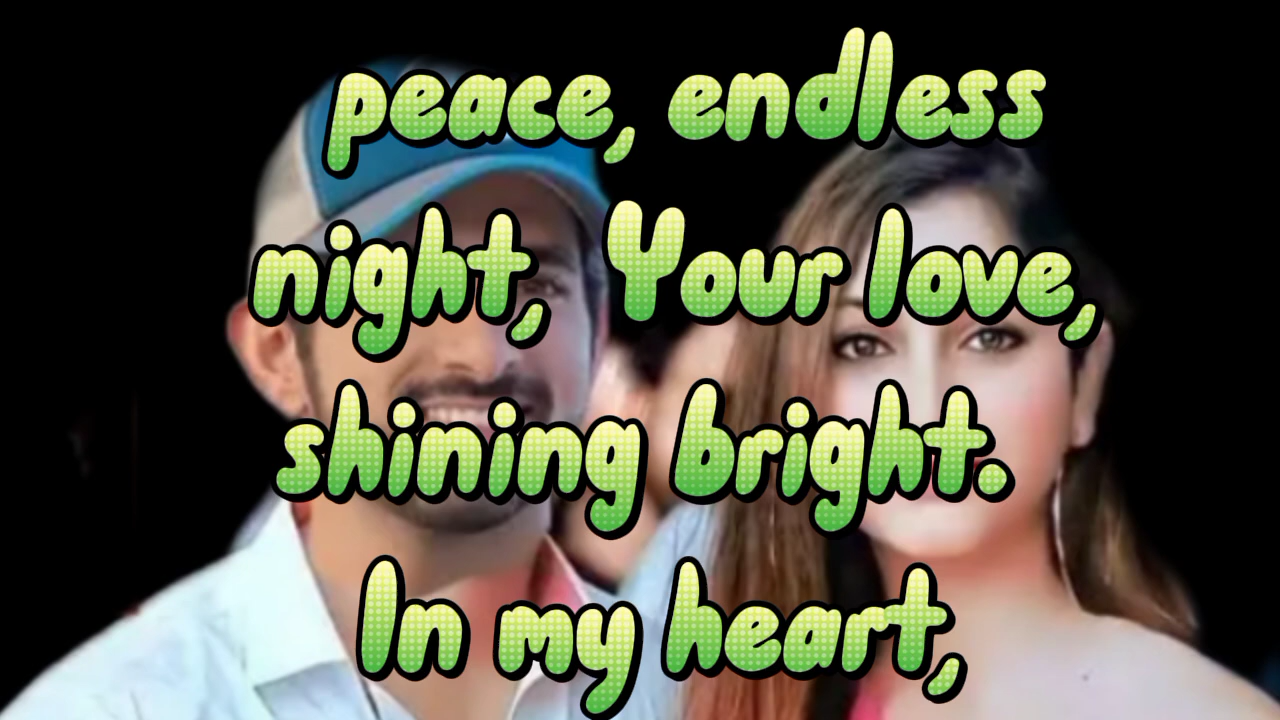 peace, endless
night, Your love,
shining bright.
In my heart,